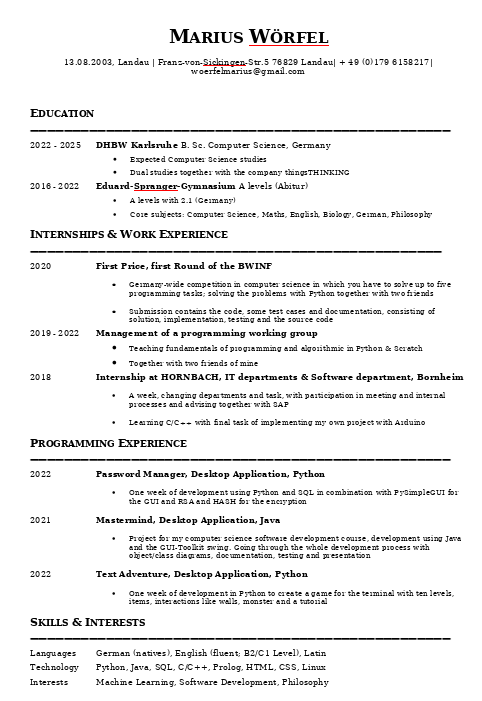 MARIUS WÖRFEL
13.08.2003, Landau | Franz-von-Sickingen-Str.5 76829 Landau| + 49 (0)179 6158217|
woerfelmarius@gmail.com
EDUCATION
2022 - 2025 DHBW Karlsruhe B. Sc. Computer Science, Germany
• Expected Computer Science studies
• Dual studies together with the company thingsTHINKING
2016 - 2022 Eduard-Spranger-Gymnasium A levels (Abitur)
• A levels with 2.1 (Germany)
• Core subjects: Computer Science, Maths, English, Biology, German, Philosophy
INTERNSHIPS & WORK EXPERIENCE
2020 First Price, first Round of the BWINF
• Germany-wide competition in computer science in which you have to solve up to five
programming tasks; solving the problems with Python together with two friends
• Submission contains the code, some test cases and documentation, consisting of
solution, implementation, testing and the source code
2019 - 2022 Management of a programming working group
• Teaching fundamentals of programming and algorithmic in Python & Scratch
• Together with two friends of mine
2018 Internship at HORNBACH, IT departments & Software department, Bornheim
• A week, changing departments and task, with participation in meeting and internal
processes and advising together with SAP
• Learning C/C++ with final task of implementing my own project with Arduino
PROGRAMMING EXPERIENCE
2022 Password Manager, Desktop Application, Python
• One week of development using Python and SQL in combination with PySimpleGUI for
the GUI and RSA and HASH for the encryption
2021 Mastermind, Desktop Application, Java
• Project for my computer science software development course, development using Java
and the GUI-Toolkit swing. Going through the whole development process with
object/class diagrams, documentation, testing and presentation
2022 Text Adventure, Desktop Application, Python
• One week of development in Python to create a game for the terminal with ten levels,
items, interactions like walls, monster and a tutorial
SKILLS & INTERESTS
Languages German (natives), English (fluent; B2/C1 Level), Latin
Technology Python, Java, SQL, C/C++, Prolog, HTML, CSS, Linux
Interests Machine Learning, Software Development, Philosophy